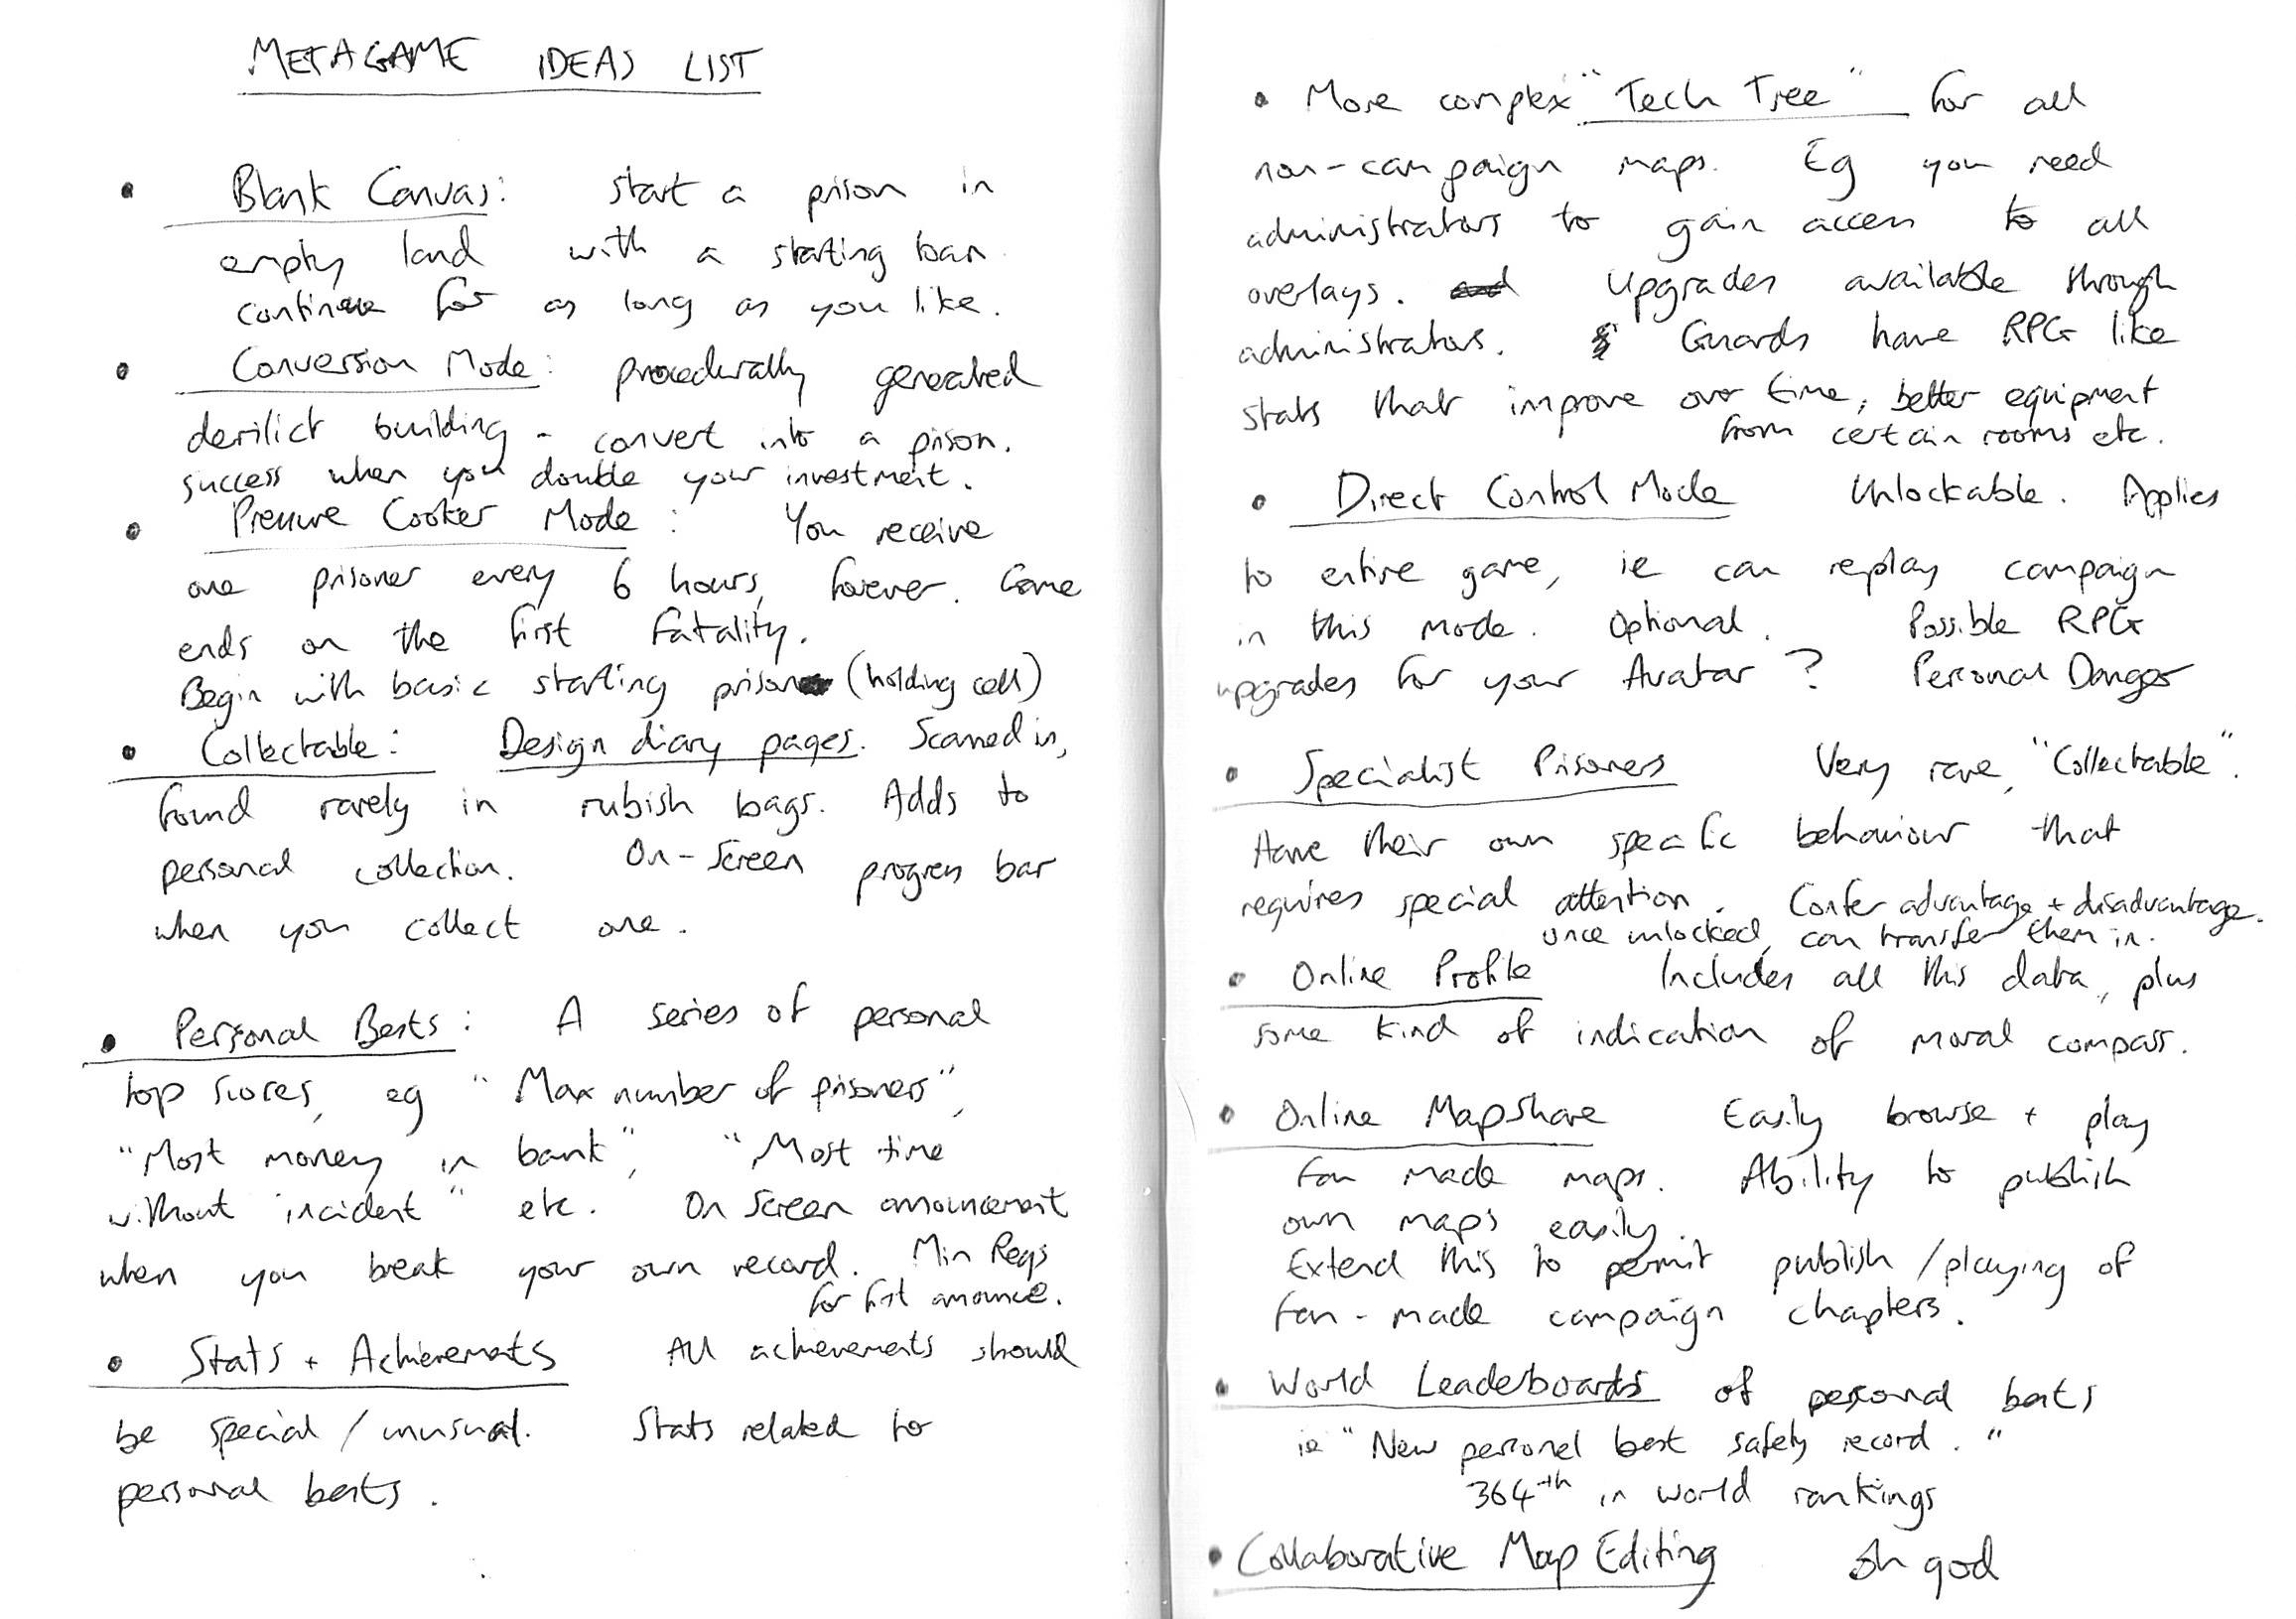 METAGAME IDEAS LIST
• Blank Canvas: start a prison in
empty land with a starting loan.
continue for as long as you like.
• Conversion Mode: procedurally generated
derilict building - convert into a prison.
success when you double your investment.
• Pressure Cooker Mode: You receive
one prisoner every 6 hours, forever. Game
ends on the first fatality.
Begin with basic starting prison (holding cell)
• Collectable: Design diary pages. Scanned in,
found rarely in rubish bags. Adds to
personal collection. On-Screen progress bar
when you collect one.
• Personal Bests: A series of personal
top scores, eg "Max number of prisoners",
"Most money in bank", "Most time
without incident" etc. On Screen announcement
when you break your own record. Min Reqs
for first announce.
• Stats + Achievements All achievements should
be special / unusual. Stats related to
personal bests.
• More complex "Tech Tree" for all
non-campaign maps. Eg you need
administrators to gain access to all
overlays. and Upgrades available through
administrators. Guards have RPG like
stats that improve over time, better equipment
from certain rooms etc.
• Direct Control Mode Unlockable. Applies
to entire game, ie can replay campaign
in this mode. Optional. Possible RPG
upgrades for your Avatar? Personal Danger
• Specialist Prisoners Very rare, "Collectable".
Have their own specific behaviour that
requires special attention. Confer advantage + disadvantage.
once unlocked, can transfer them in.
• Online Profile Includes all this data, plus
some kind of indication of moral compass.
• Online Mapshare Easily browse + play
fan made maps. Ability to publish
own maps easily.
Extend this to permit publish / playing of
fan-made campaign chapters.
• World Leaderboards of personal bests
ie "New personel best safety record."
364th in world rankings
• Collaborative Map Editing oh god